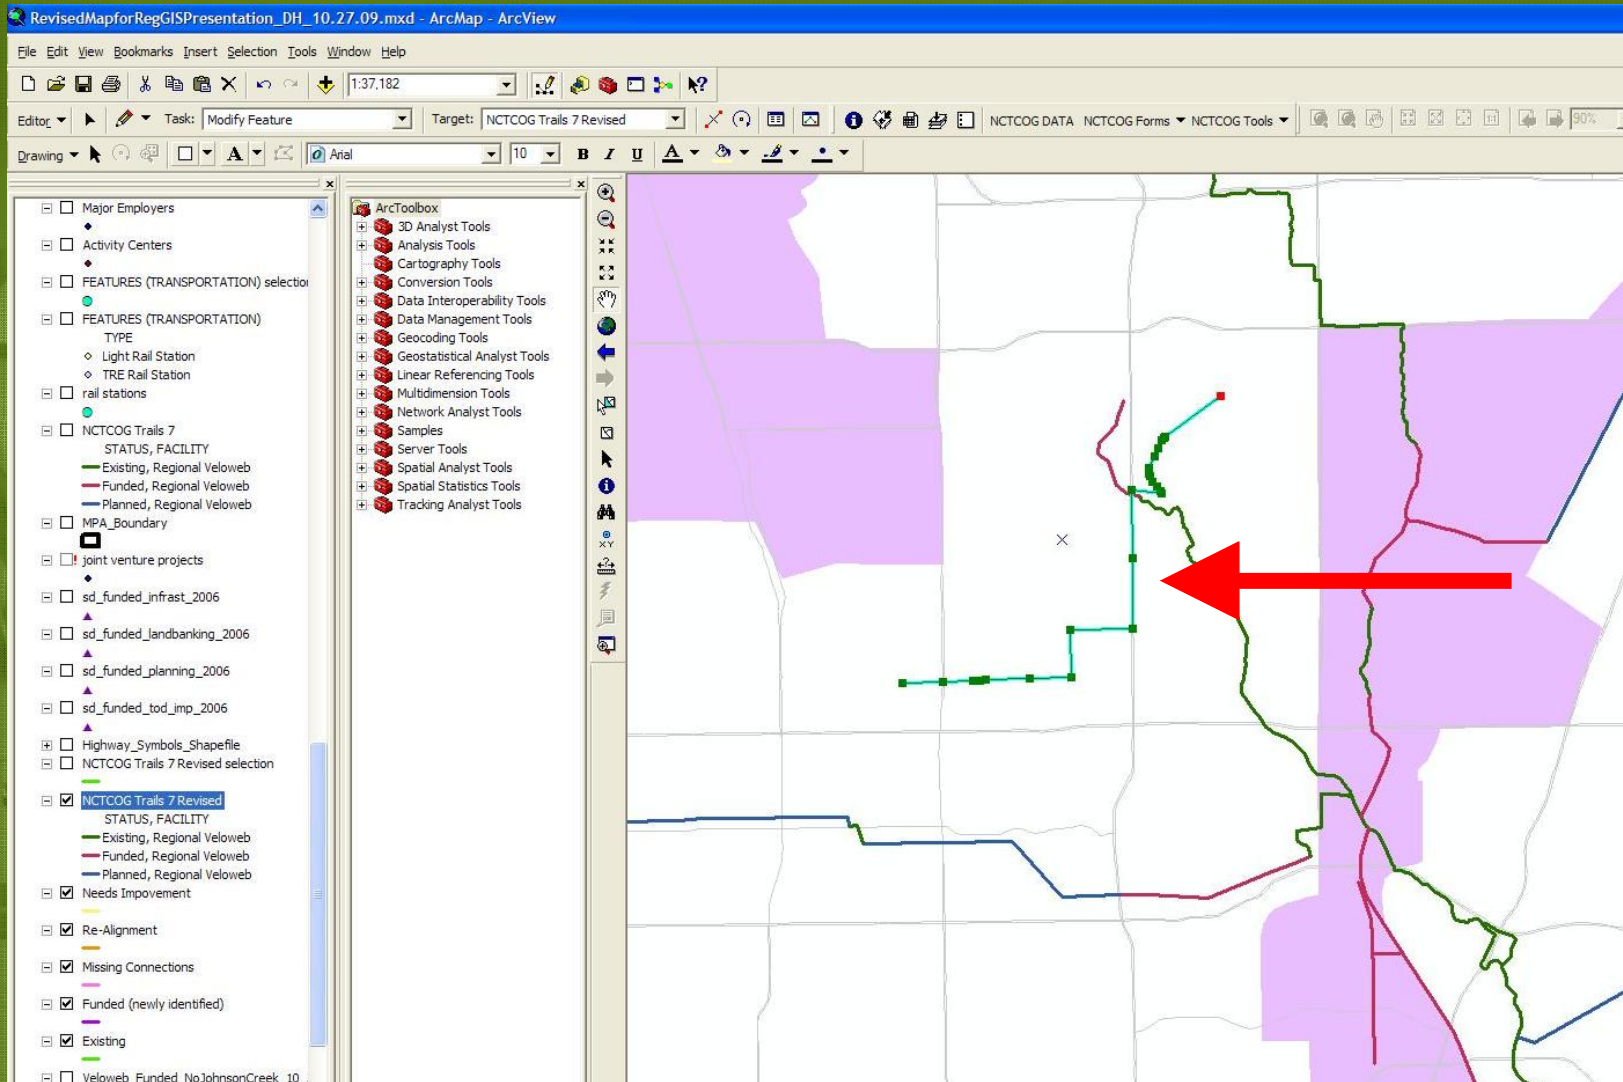 RevisedMapforRegGISPresentation_DH_10.27.09.mxd - ArcMap - ArcView
File Edit View Bookmarks Insert Selection Tools Window Help
1:37,182
Editor Task: Modify Feature Target: NCTCOG Trails 7 Revised NCTCOG DATA NCTCOG Forms NCTCOG Tools 90%
Drawing A Arial 10 B I U A
Major Employers
Activity Centers
FEATURES (TRANSPORTATION) selectio
FEATURES (TRANSPORTATION)
TYPE
Light Rail Station
TRE Rail Station
rail stations
NCTCOG Trails 7
STATUS, FACILITY
Existing, Regional Veloweb
Funded, Regional Veloweb
Planned, Regional Veloweb
MPA_Boundary
joint venture projects
sd_funded_infrast_2006
sd_funded_landbanking_2006
sd_funded_planning_2006
sd_funded_tod_imp_2006
Highway_Symbols_Shapefile
NCTCOG Trails 7 Revised selection
NCTCOG Trails 7 Revised
STATUS, FACILITY
Existing, Regional Veloweb
Funded, Regional Veloweb
Planned, Regional Veloweb
Needs Impovement
Re-Alignment
Missing Connections
Funded (newly identified)
Existing
Veloweb_Funded_NoJohnsonCreek_10
ArcToolbox
3D Analyst Tools
Analysis Tools
Cartography Tools
Conversion Tools
Data Interoperability Tools
Data Management Tools
Geocoding Tools
Geostatistical Analyst Tools
Linear Referencing Tools
Multidimension Tools
Network Analyst Tools
Samples
Server Tools
Spatial Analyst Tools
Spatial Statistics Tools
Tracking Analyst Tools
XY